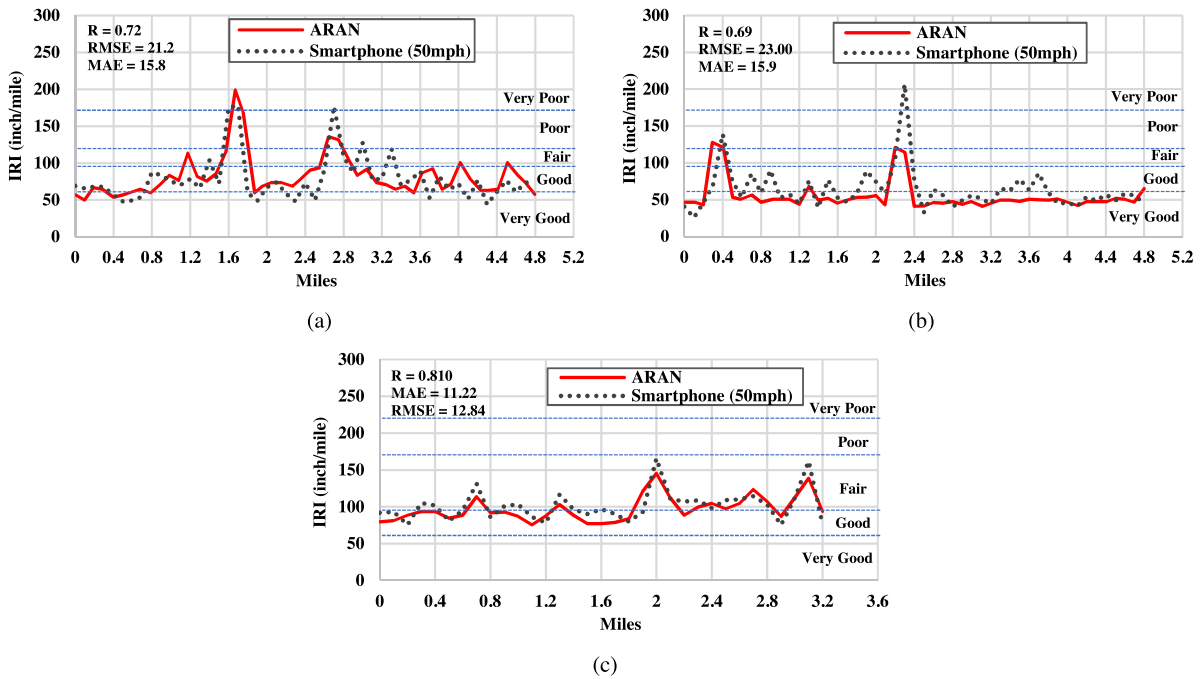 300
250
200
150
100
50
0
IRI (inch/mile)
R = 0.72
RMSE = 21.2
MAE = 15.8
ARAN
Smartphone (50mph)
Very Poor
Poor
Fair
Good
Very Good
0 0.4 0.8 1.2 1.6 2 2.4 2.8 3.2 3.6 4 4.4 4.8 5.2
Miles
(a)
300
250
200
150
100
50
0
IRI (inch/mile)
R = 0.69
RMSE = 23.00
MAE = 15.9
ARAN
Smartphone (50mph)
Very Poor
Poor
Fair
Good
Very Good
0 0.4 0.8 1.2 1.6 2 2.4 2.8 3.2 3.6 4 4.4 4.8 5.2
Miles
(b)
300
250
200
150
100
50
0
IRI (inch/mile)
R = 0.810
MAE = 11.22
RMSE = 12.84
ARAN
Smartphone (50mph)
Very Poor
Poor
Fair
Good
Very Good
0 0.4 0.8 1.2 1.6 2 2.4 2.8 3.2 3.6
Miles
(c)